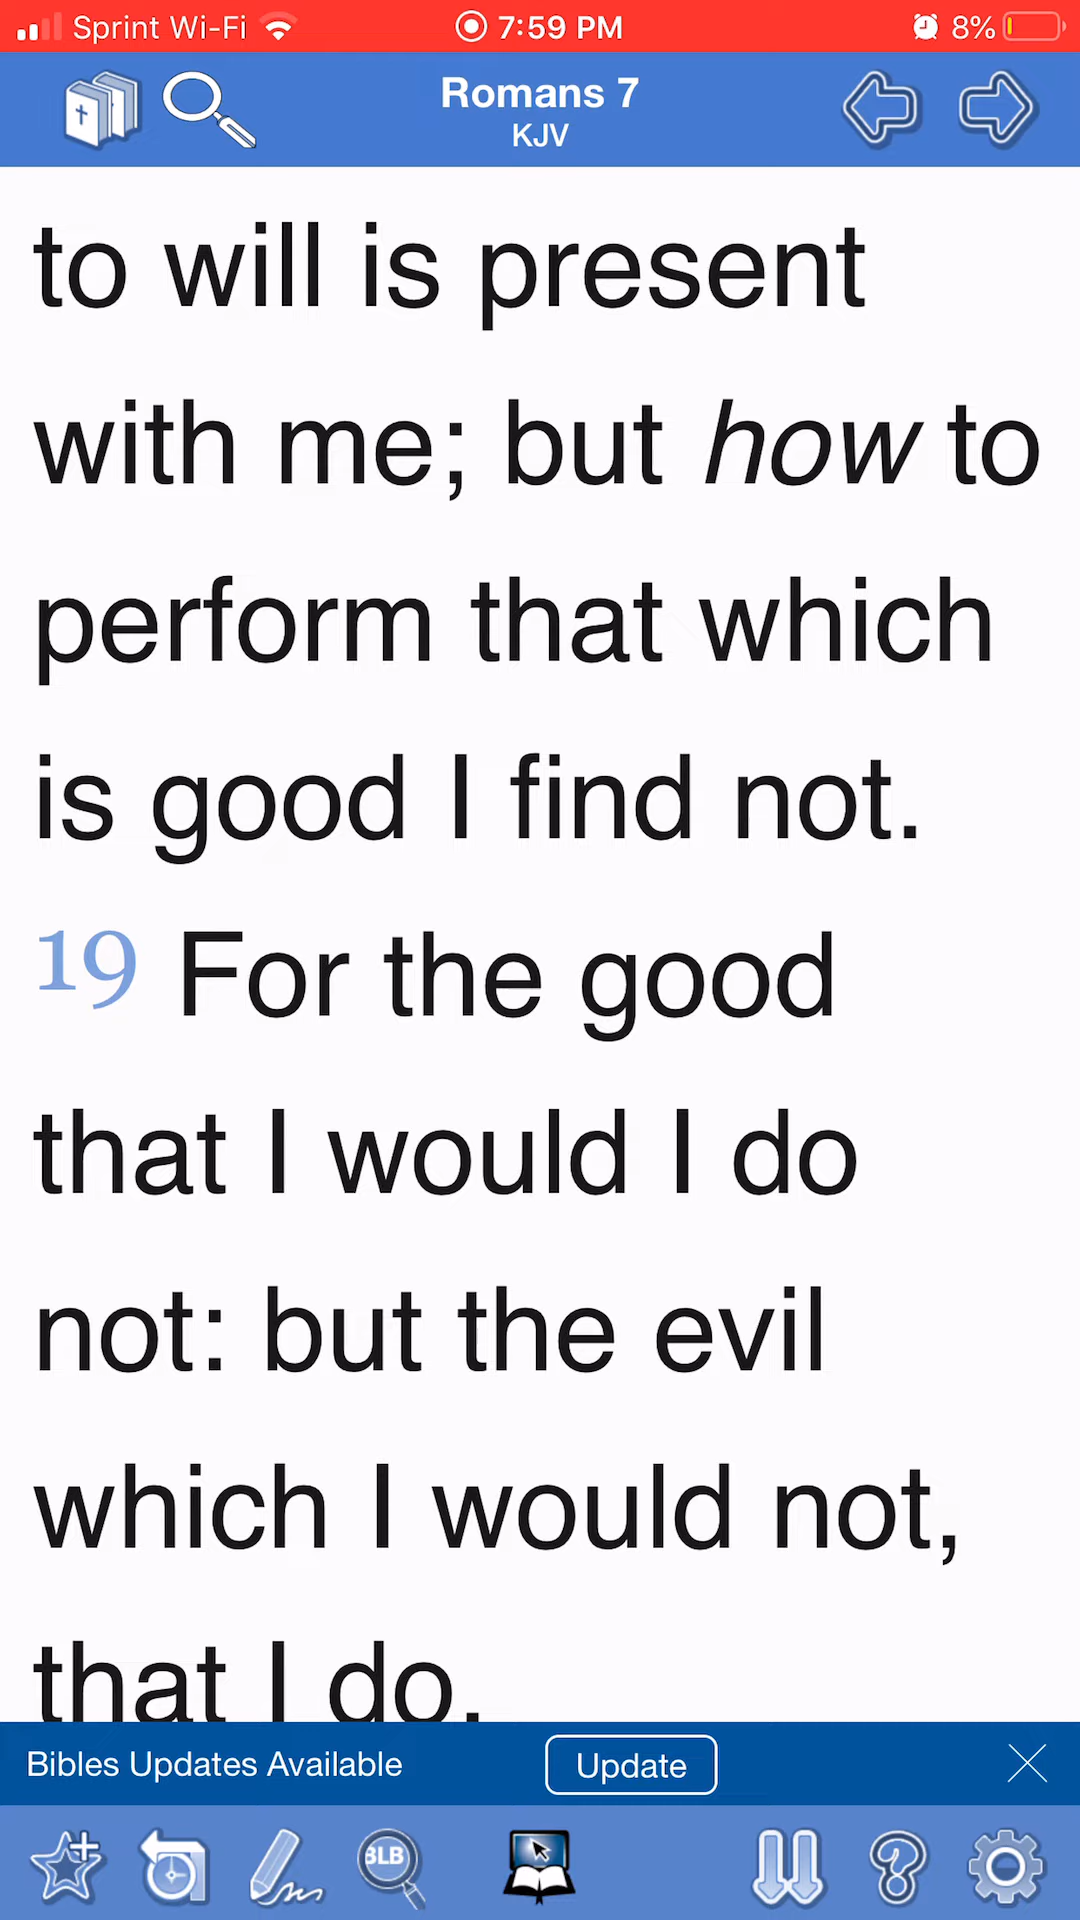 Sprint Wi-Fi 7:59 PM 8%
Romans 7
KJV
to will is present
with me; but how to
perform that which
is good I find not.
19 For the good
that I would I do
not: but the evil
which I would not,
that I do.
Bibles Updates Available Update
BLB